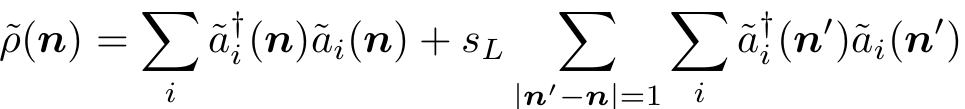 ρ̃(n) = ∑_i ã_i†(n)ã_i(n) + s_L ∑_{|n′−n|=1} ∑_i ã_i†(n′)ã_i(n′)